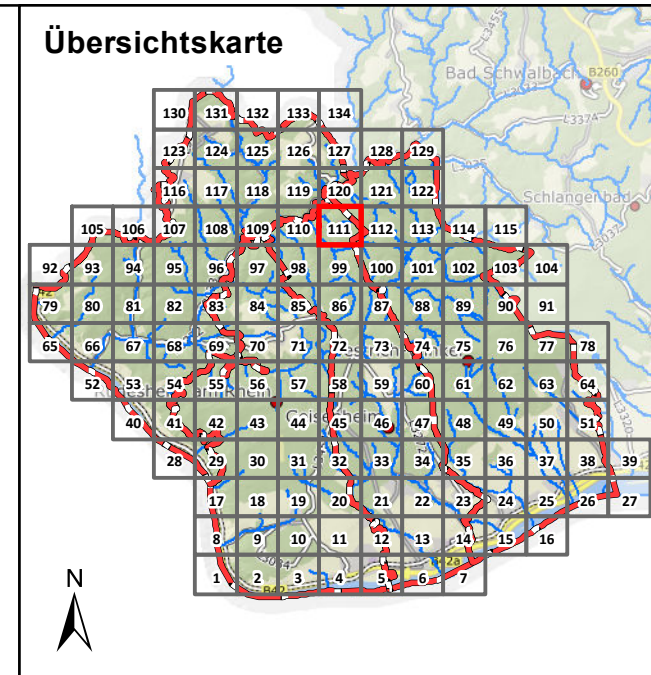 Übersichtskarte
Bad Schwalbach
B260
L3455
L3374
L3035
Schlangenbad
L3037
130 131 132 133 134
123 124 125 126 127 128 129
116 117 118 119 120 121 122
105 106 107 108 109 110 111 112 113 114 115
92 93 94 95 96 97 98 99 100 101 102 103 104
79 80 81 82 83 84 85 86 87 88 89 90 91
65 66 67 68 69 70 71 72 73 74 75 76 77 78
52 53 54 55 56 57 58 59 60 61 62 63 64
40 41 42 43 44 45 46 47 48 49 50 51
28 29 30 31 32 33 34 35 36 37 38 39
17 18 19 20 21 22 23 24 25 26 27
8 9 10 11 12 13 14 15 16
1 2 3 4 5 6 7
Geisenheim
L3320
L3034
B42
B42a
N